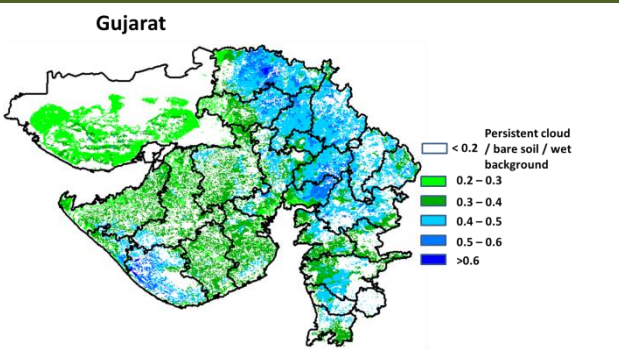 Gujarat
Persistent cloud
< 0.2 / bare soil / wet
background
0.2 – 0.3
0.3 – 0.4
0.4 – 0.5
0.5 – 0.6
>0.6